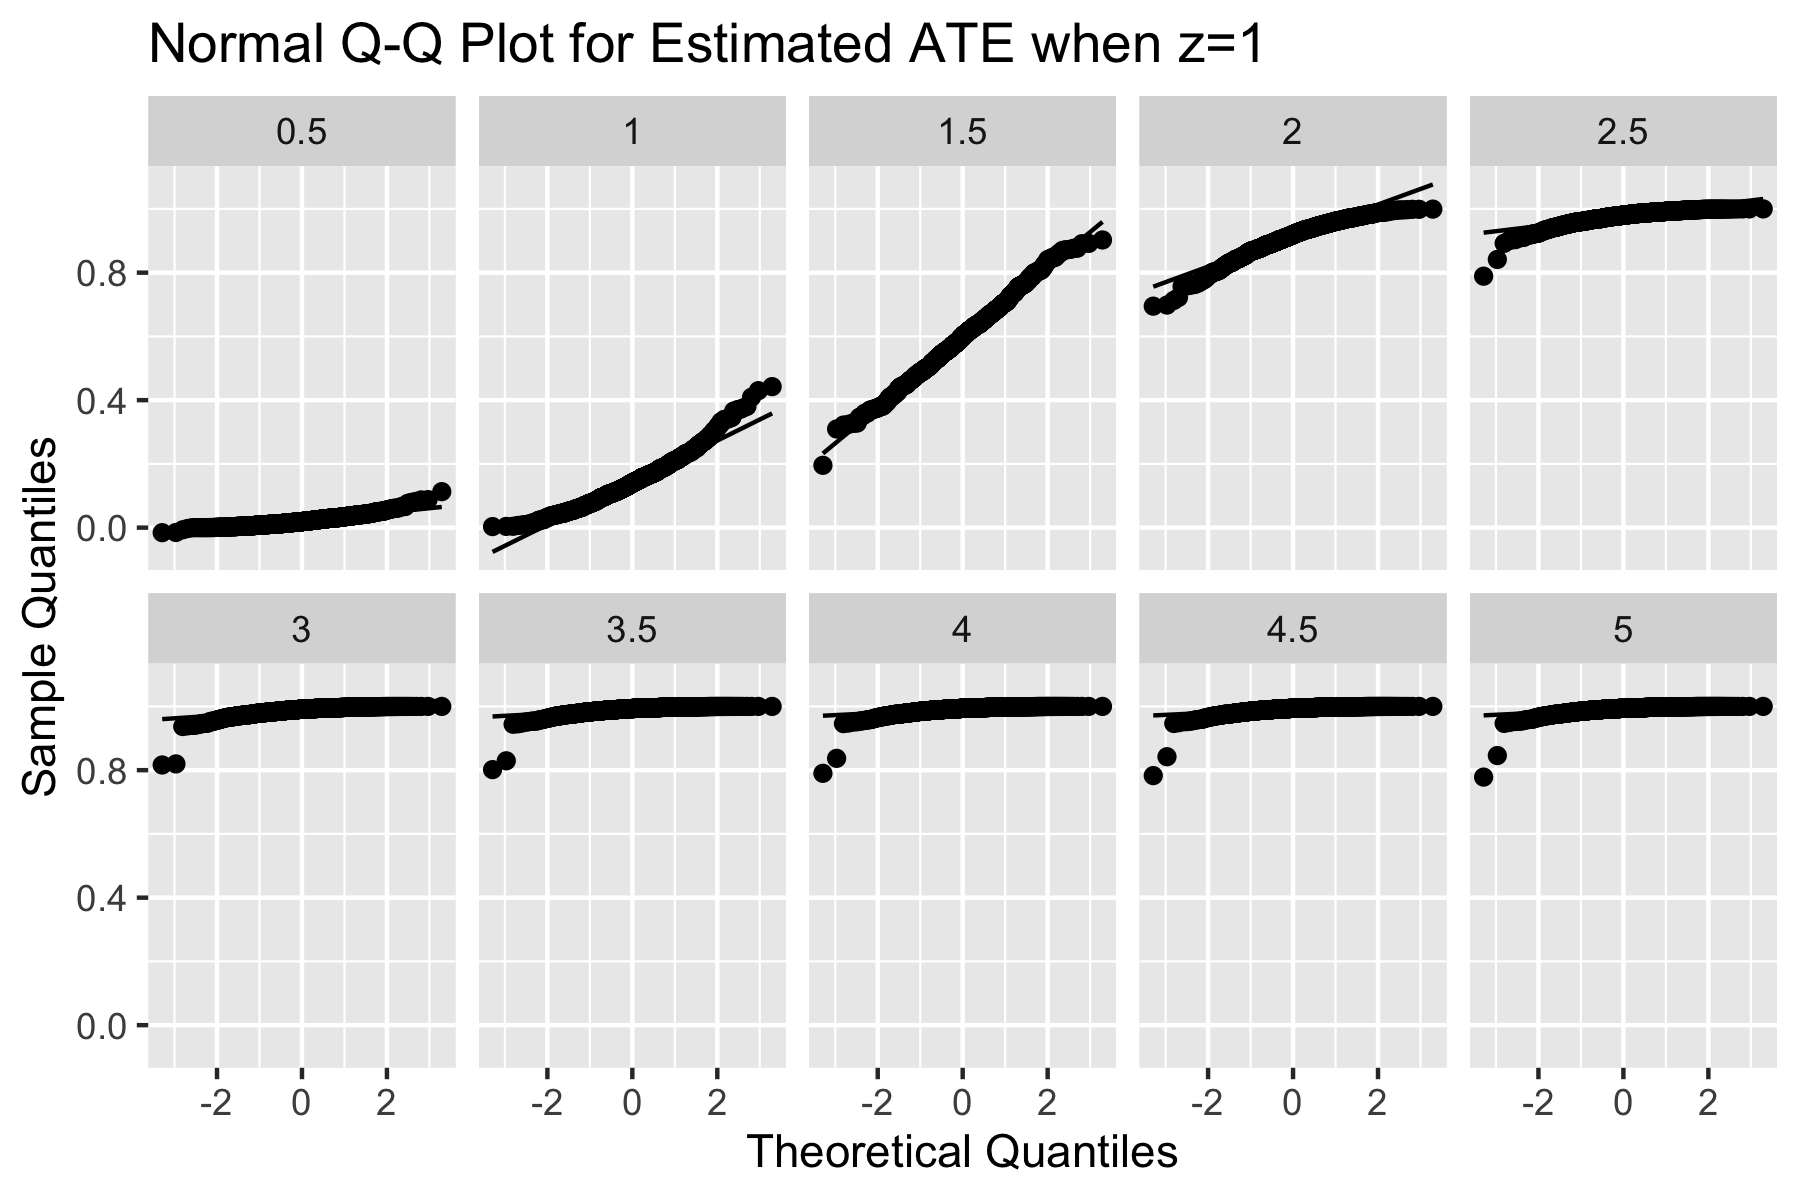 Normal Q-Q Plot for Estimated ATE when z=1
0.5 1 1.5 2 2.5
0.8
0.4
0.0
3 3.5 4 4.5 5
0.8
0.4
0.0
-2 0 2 -2 0 2 -2 0 2 -2 0 2 -2 0 2
Theoretical Quantiles
Sample Quantiles